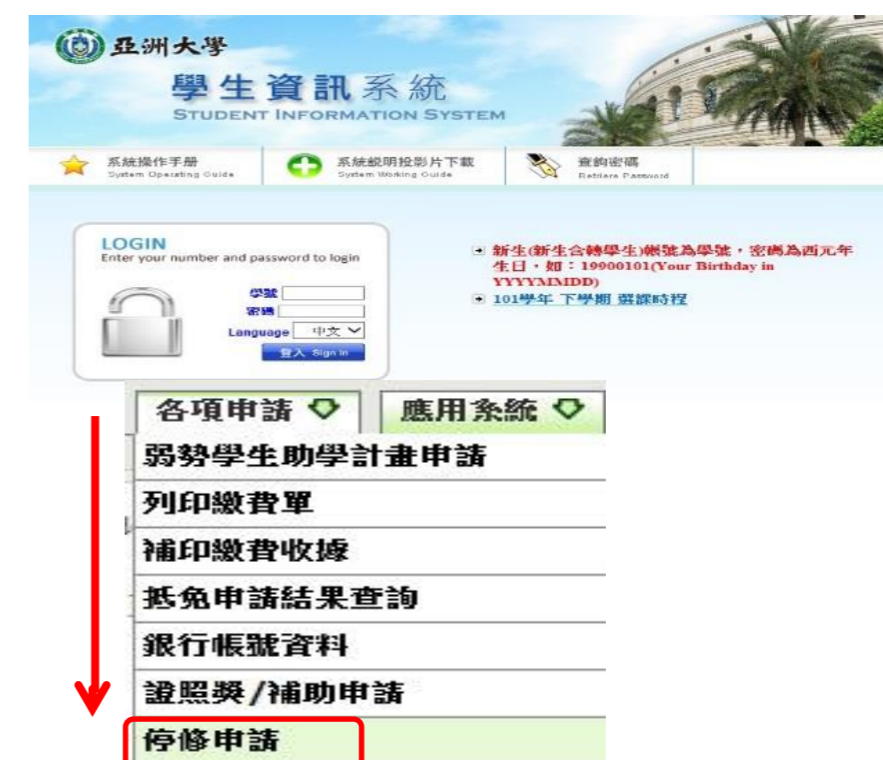 亞洲大學
學生資訊系統
STUDENT INFORMATION SYSTEM
系統操作手冊
System Operating Guide
系統說明投影片下載
System Working Guide
查詢密碼
Retriere Password
LOGIN
Enter your number and password to login
學號
密碼
Language 中文
登入 Sign in
新生(新生含轉學生)帳號為學號，密碼為西元年
生日，如：19900101(Your Birthday in
YYYYMMDD)
101學年 下學期 選課時程
各項申請
應用系統
弱勢學生助學計畫申請
列印繳費單
補印繳費收據
抵免申請結果查詢
銀行帳號資料
證照獎/補助申請
停修申請